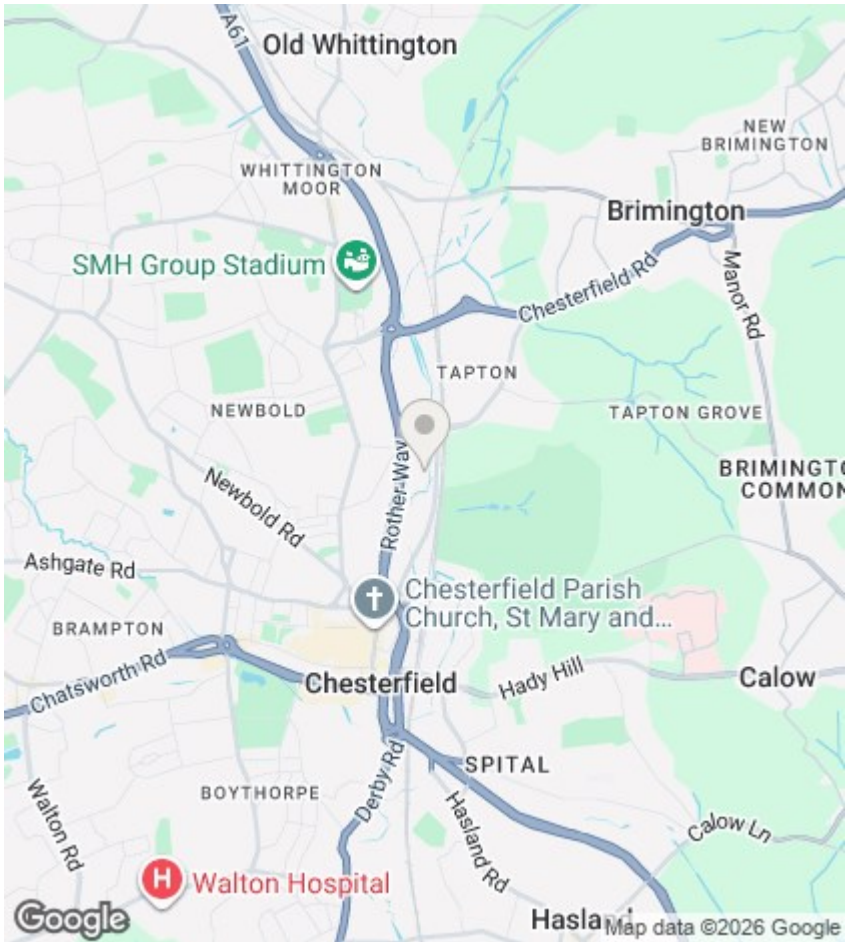 A61
Old Whittington
NEW
BRIMINGTON
WHITTINGTON
MOOR
Brimington
SMH Group Stadium
Chesterfield Rd
Manor Rd
TAPTON
NEWBOLD
TAPTON GROVE
Rother Way
BRIMINGTO
COMMON
Newbold Rd
Ashgate Rd
Chesterfield Parish
Church, St Mary and...
BRAMPTON
Chatsworth Rd
Chesterfield
Hady Hill
Calow
SPITAL
Derby Rd
BOYTHORPE
Walton Rd
Hasland Rd
Calow Ln
H
Walton Hospital
Google
Hasland
Map data ©2026 Google